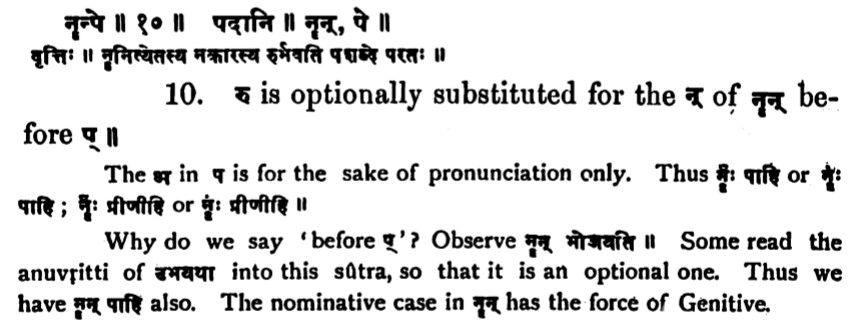 नॄन्पे ॥ १० ॥ पदानि ॥ नॄन्, पे ॥
वृत्तिः ॥ नॄनित्येतस्य नकारस्य रुर्भवति पशब्दे परतः ॥
10. रु is optionally substituted for the न् of नॄन् be-
fore प् ॥
The अ in प is for the sake of pronunciation only. Thus नॄँः पाहि or नॄंः
पाहि ; नॄँः प्रीणीहि or नॄंः प्रीणीहि ॥
Why do we say 'before प्'? Observe नॄन् भोजयति ॥ Some read the
anuvṛitti of उभयथा into this sûtra, so that it is an optional one. Thus we
have नॄन् पाहि also. The nominative case in नॄन् has the force of Genitive.